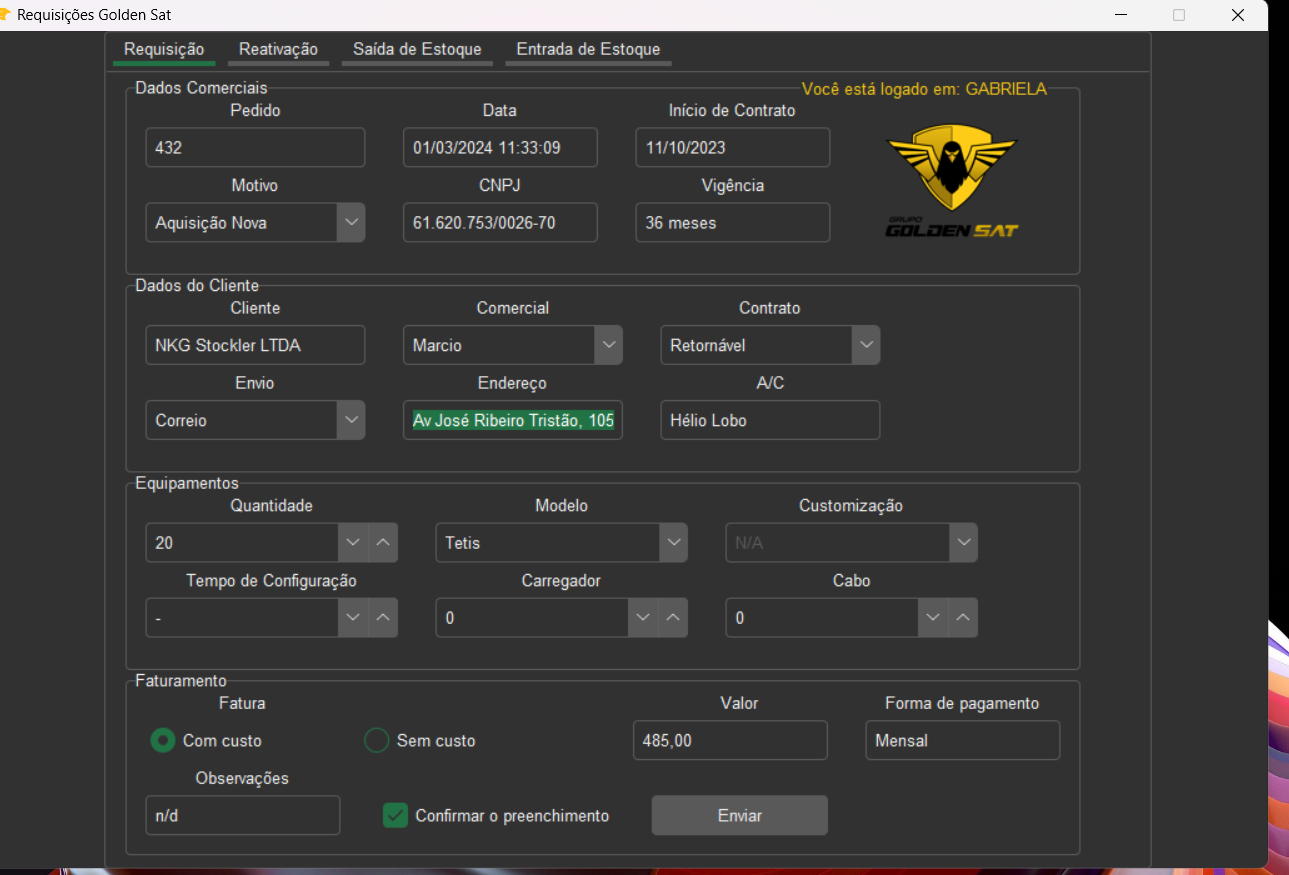 Requisições Golden Sat
Requisição Reativação Saída de Estoque Entrada de Estoque
Dados Comerciais
Você está logado em: GABRIELA
Pedido Data Início de Contrato
432 01/03/2024 11:33:09 11/10/2023
Motivo CNPJ Vigência
Aquisição Nova 61.620.753/0026-70 36 meses
GRUPO
GOLDEN SAT
Dados do Cliente
Cliente Comercial Contrato
NKG Stockler LTDA Marcio Retornável
Envio Endereço A/C
Correio Av José Ribeiro Tristão, 105 Hélio Lobo
Equipamentos
Quantidade Modelo Customização
20 Tetis N/A
Tempo de Configuração Carregador Cabo
- 0 0
Faturamento
Fatura Valor Forma de pagamento
Com custo Sem custo 485,00 Mensal
Observações
n/d Confirmar o preenchimento Enviar